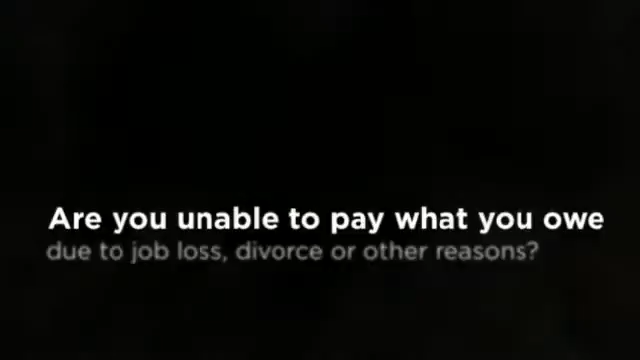 Are you unable to pay what you owe
due to job loss, divorce or other reasons?